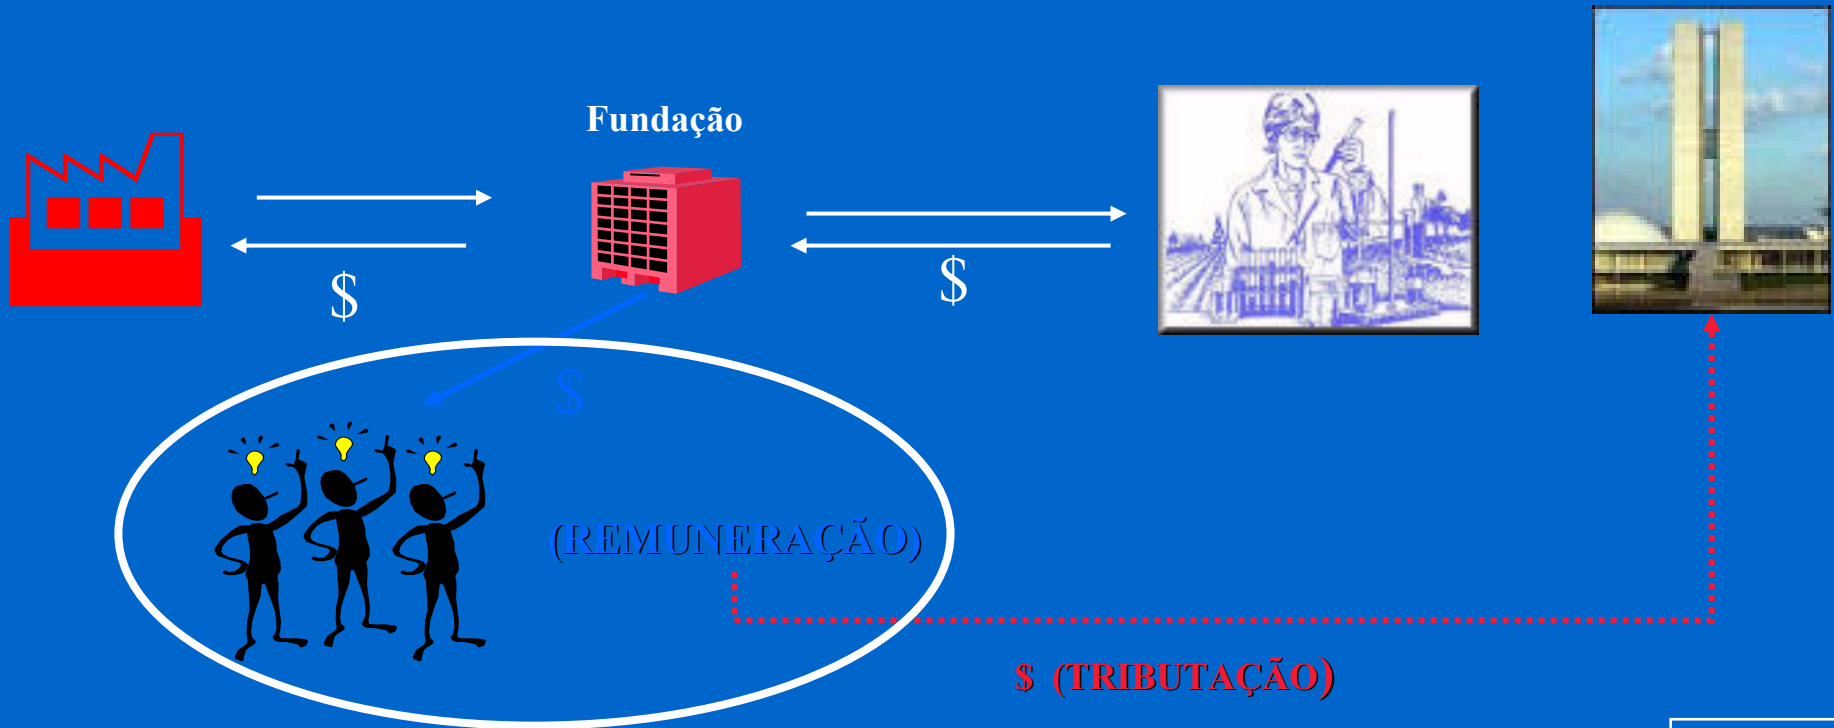 Fundação
$
$
$
(REMUNERAÇÃO)
$ (TRIBUTAÇÃO)